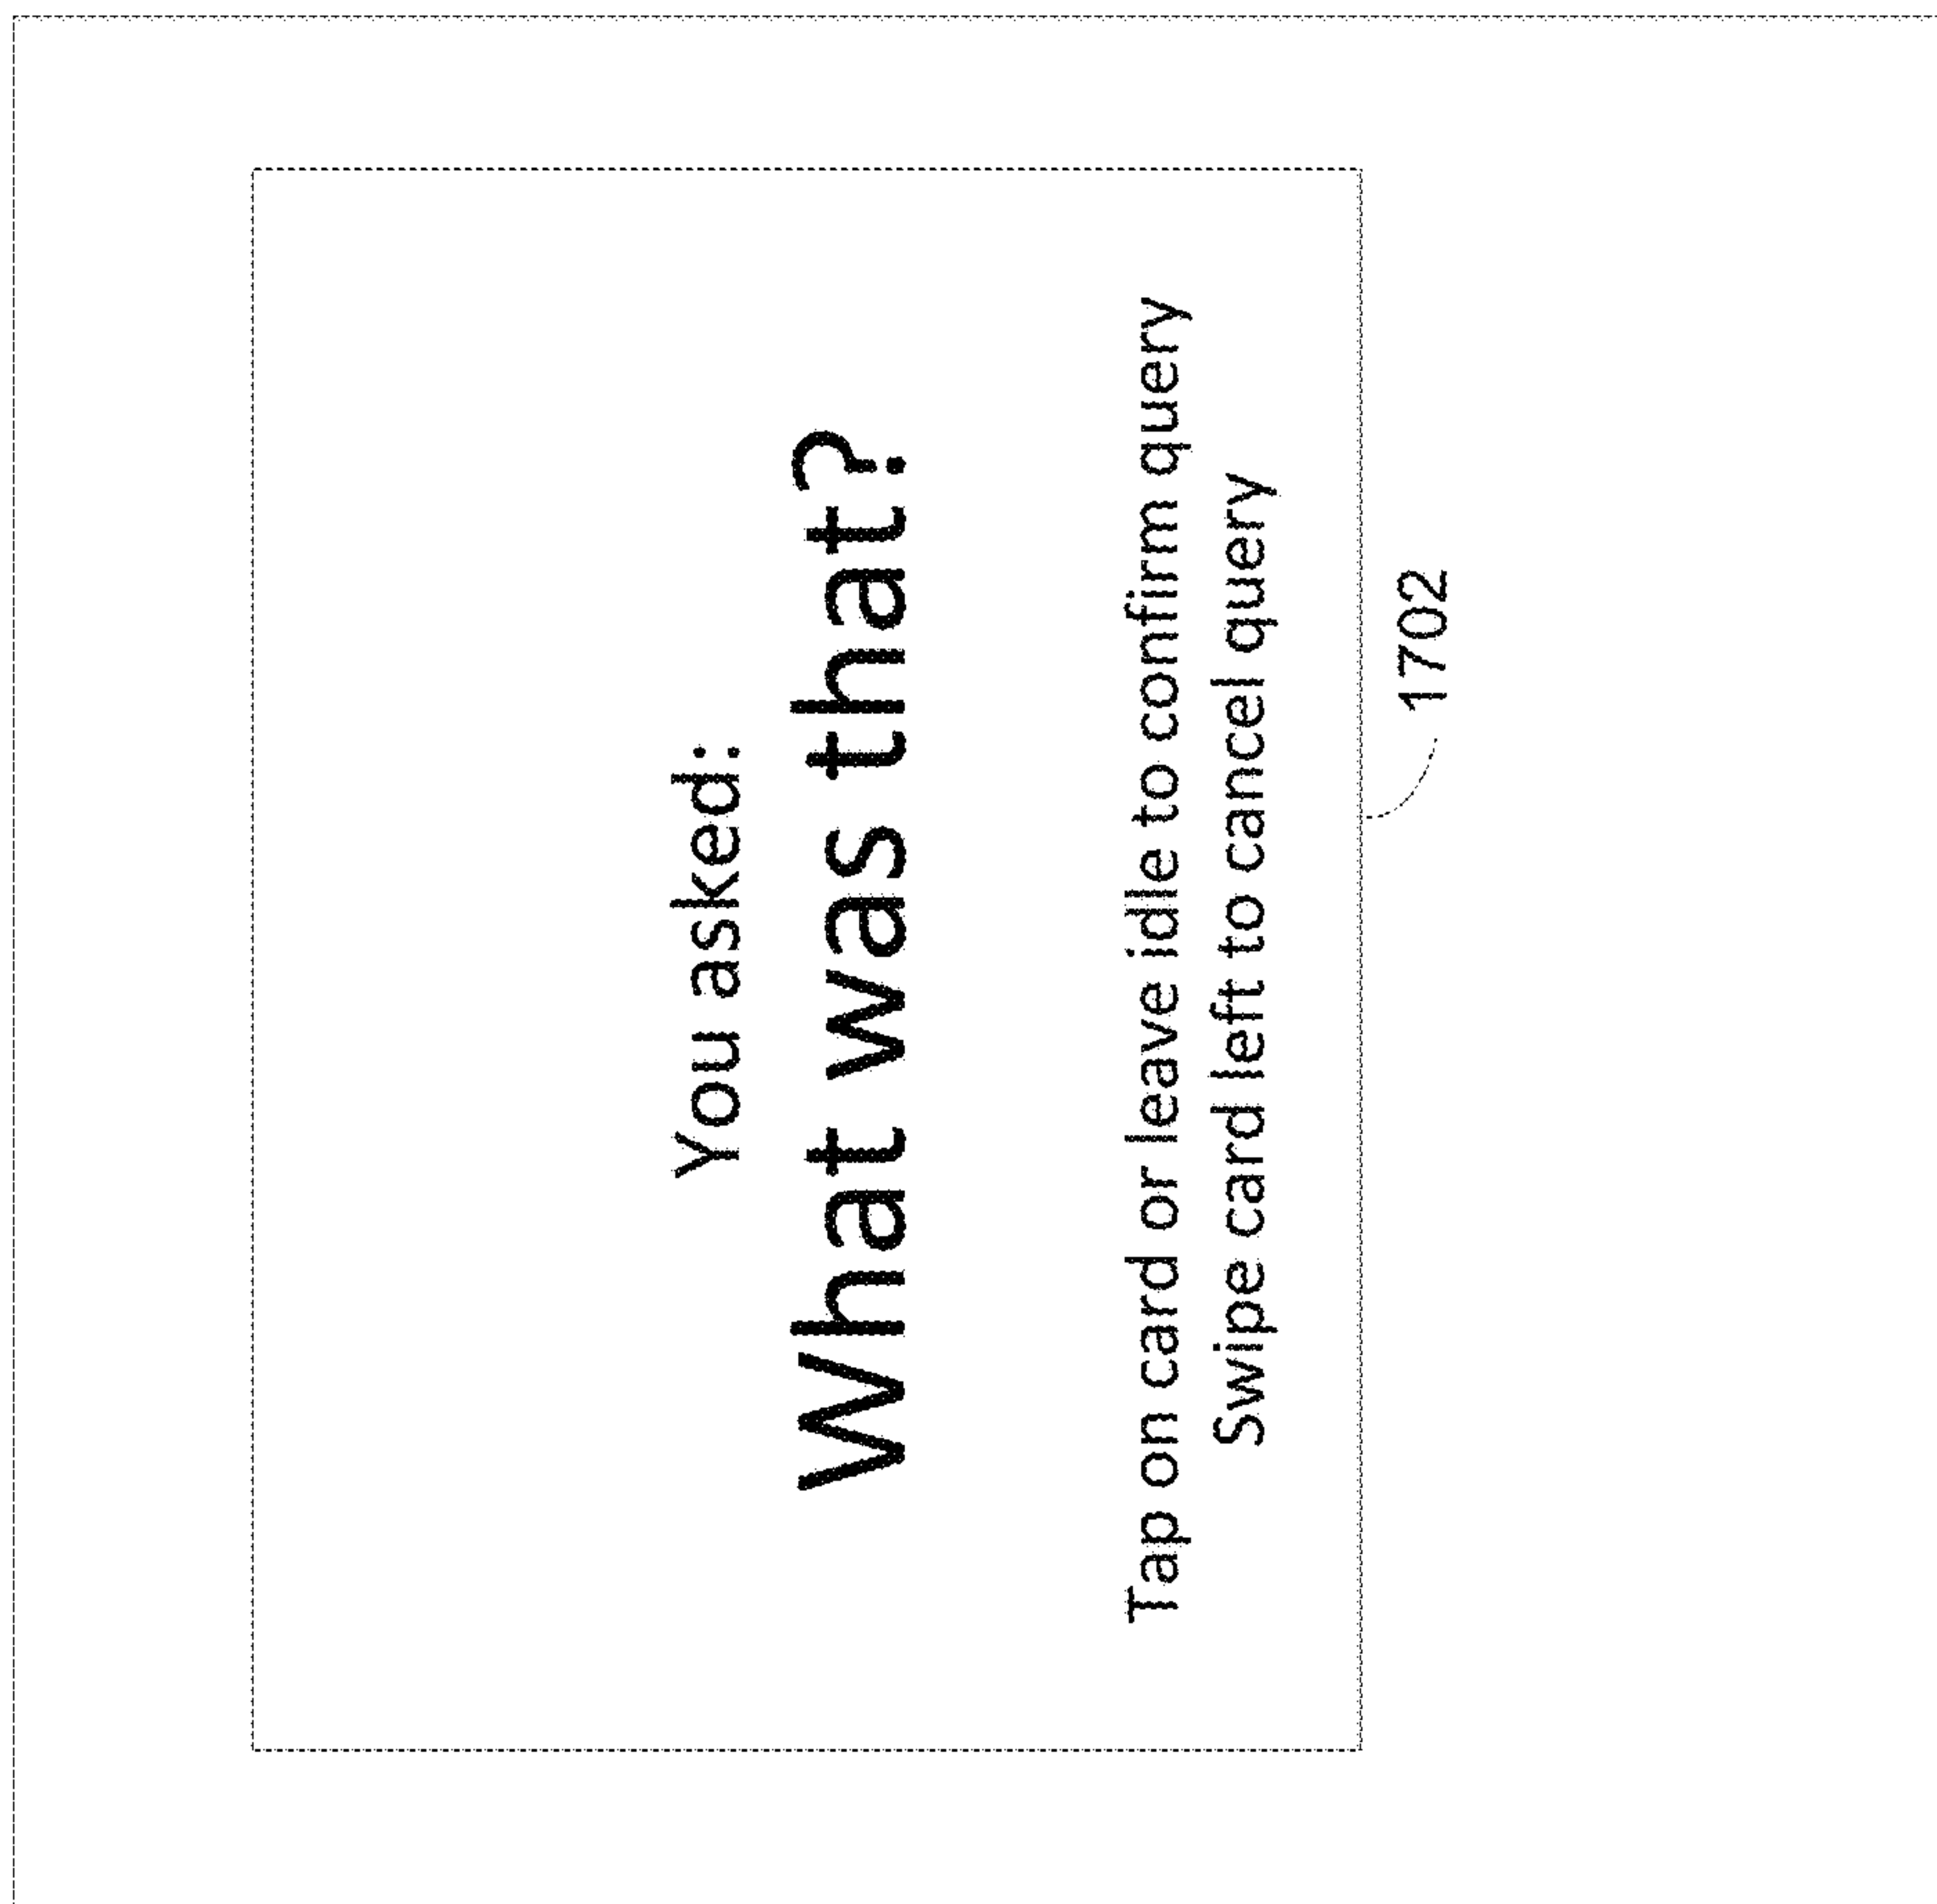 You asked:
What was that?
Tap on card or leave idle to confirm query
Swipe card left to cancel query
1702